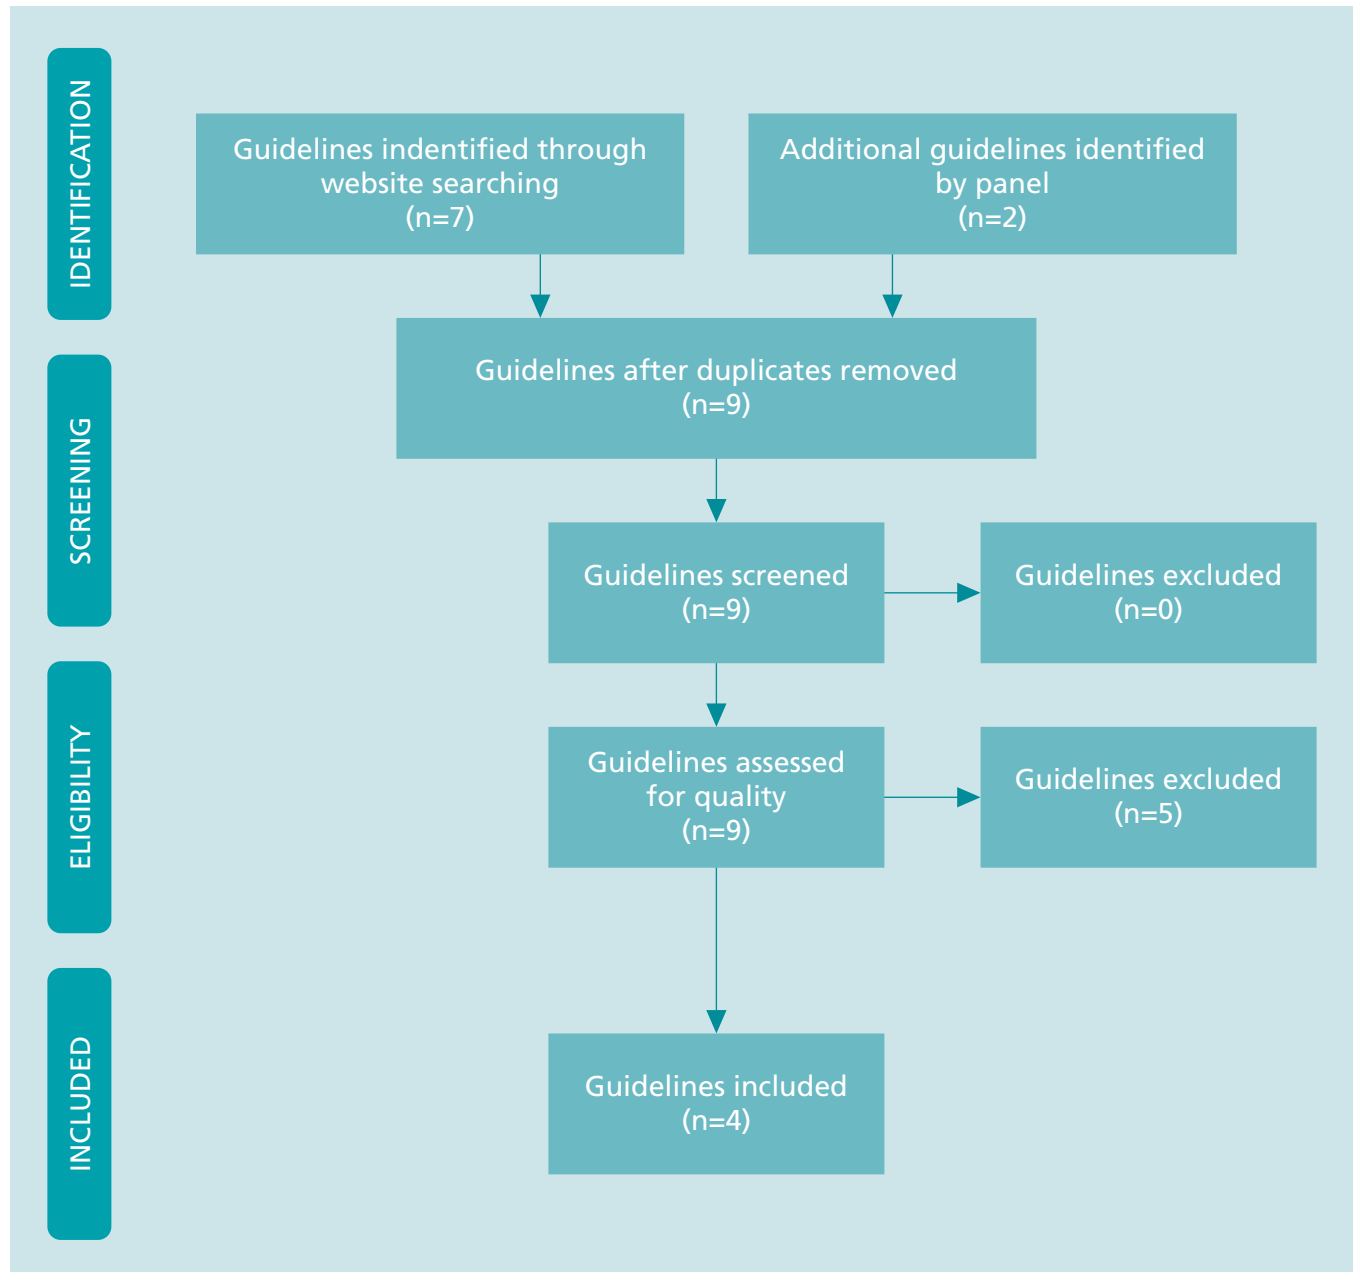 IDENTIFICATION
Guidelines indentified through
website searching
(n=7)
Additional guidelines identified
by panel
(n=2)
Guidelines after duplicates removed
(n=9)
SCREENING
Guidelines screened
(n=9)
Guidelines excluded
(n=0)
ELIGIBILITY
Guidelines assessed
for quality
(n=9)
Guidelines excluded
(n=5)
INCLUDED
Guidelines included
(n=4)